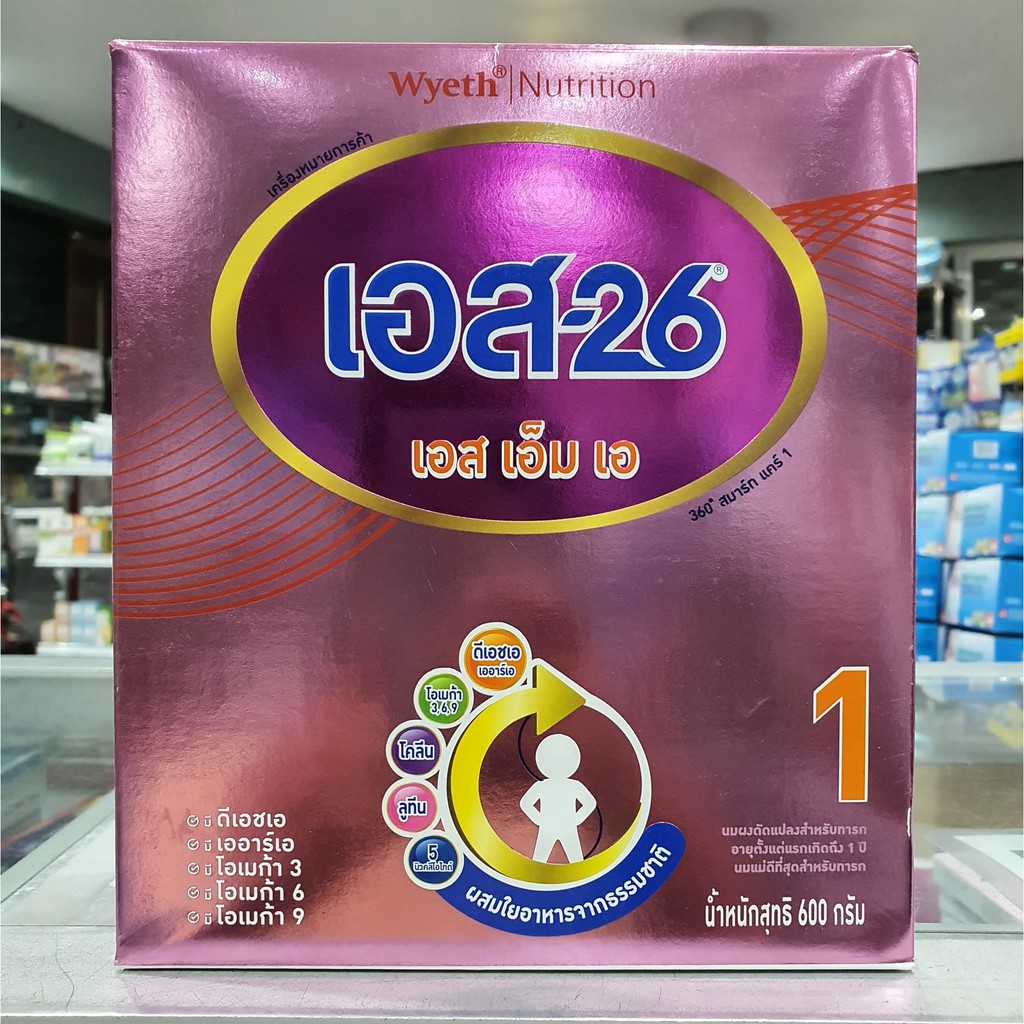 Wyeth® | Nutrition
เครื่องหมายการค้า
เอส-26®
เอส เอ็ม เอ
360° สมาร์ท แคร์ 1
ดีเอชเอ
เออาร์เอ
โอเมก้า
3,6,9
โคลีน
ลูทีน
5
นิวคลีโอไทด์
ผสมใยอาหารจากธรรมชาติ
มี ดีเอชเอ
มี เออาร์เอ
มี โอเมก้า 3
มี โอเมก้า 6
มี โอเมก้า 9
1
นมผงดัดแปลงสำหรับทารก
อายุตั้งแต่แรกเกิดถึง 1 ปี
นมแม่ดีที่สุดสำหรับทารก
น้ำหนักสุทธิ 600 กรัม